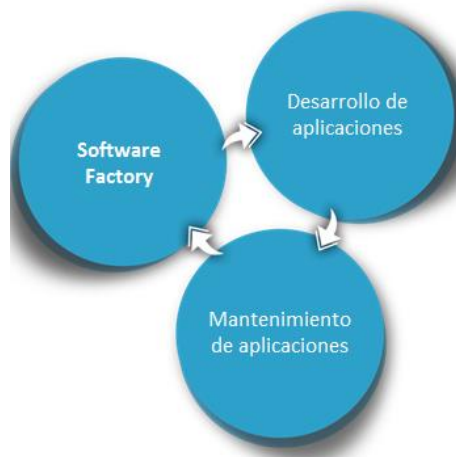 Software
Factory
Desarrollo de
aplicaciones
Mantenimiento
de aplicaciones